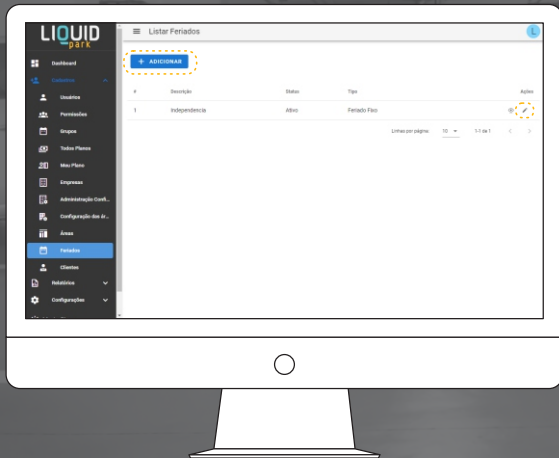 LIQUID
park
Listar Feriados
L
Dashboard
+ ADICIONAR
Cadastros
# Descrição Status Tipo Ações
Usuários
1 Independencia Ativo Feriado Fixo
Permissões
Linhas por página: 10 1-1 de 1
Grupos
Todos Planos
Meu Plano
Empresas
Administração Confi...
Configuração das ár...
Áreas
Feriados
Clientes
Relatórios
Configurações